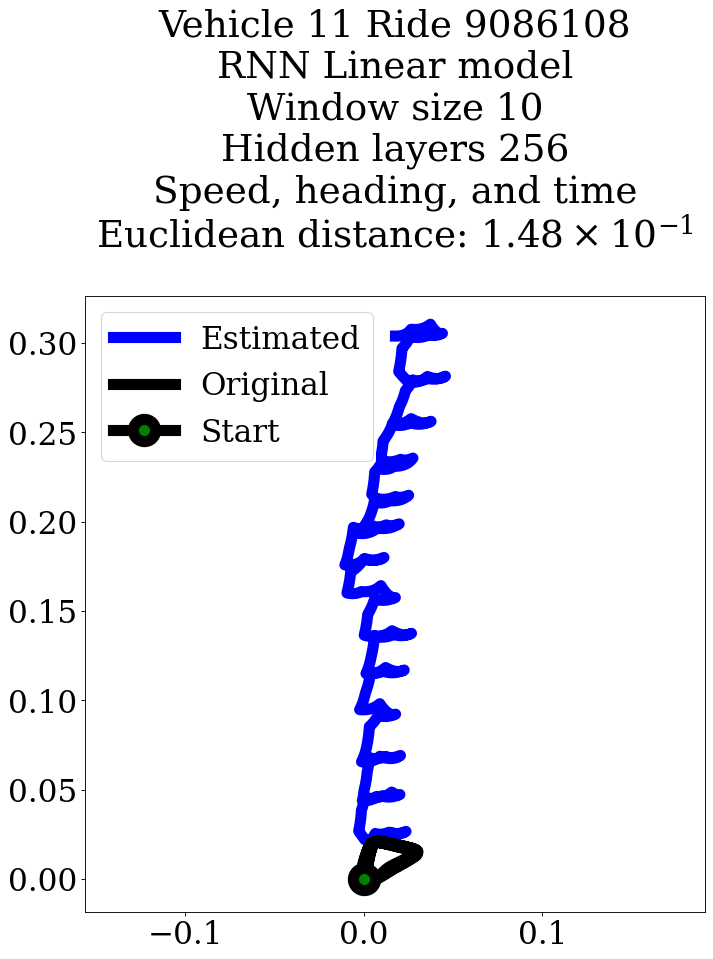 Vehicle 11 Ride 9086108
RNN Linear model
Window size 10
Hidden layers 256
Speed, heading, and time
Euclidean distance: 1.48 × 10⁻¹
Estimated
Original
Start
0.30
0.25
0.20
0.15
0.10
0.05
0.00
−0.1 0.0 0.1